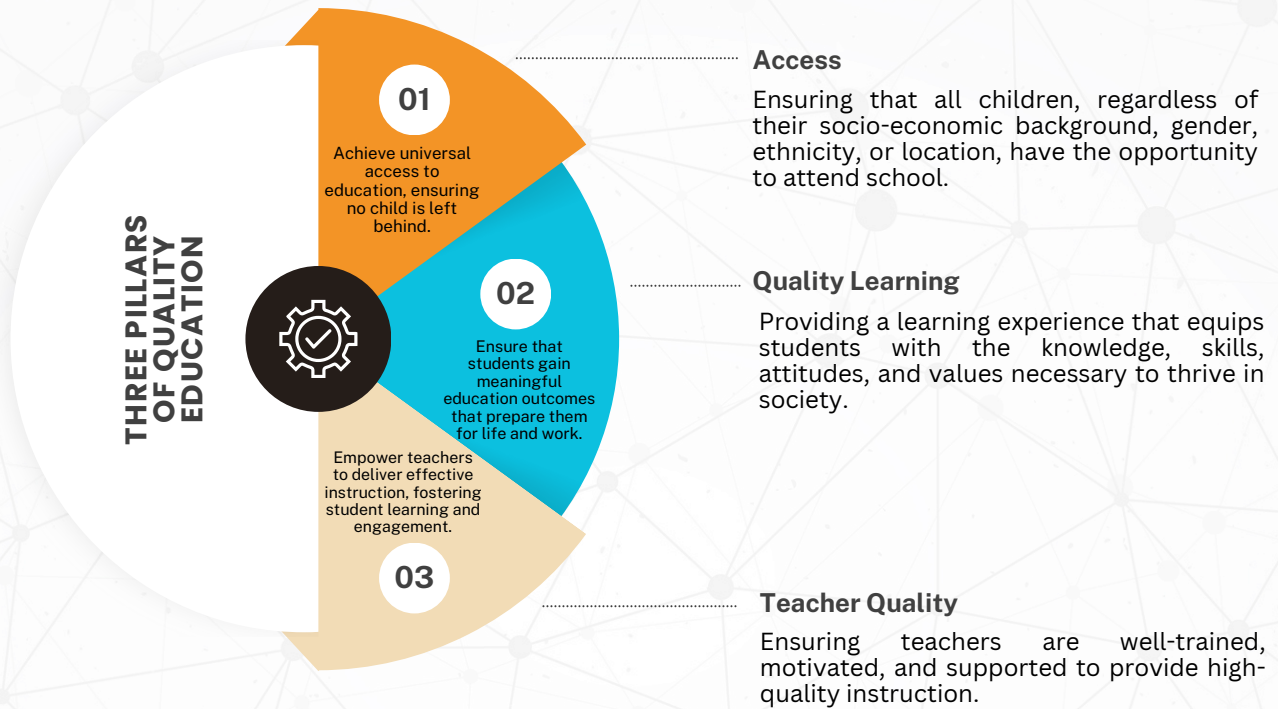 THREE PILLARS
OF QUALITY
EDUCATION
01
Achieve universal
access to
education, ensuring
no child is left
behind.
Access
Ensuring that all children, regardless of
their socio-economic background, gender,
ethnicity, or location, have the opportunity
to attend school.
02
Ensure that
students gain
meaningful
education outcomes
that prepare them
for life and work.
Quality Learning
Providing a learning experience that equips
students with the knowledge, skills,
attitudes, and values necessary to thrive in
society.
Empower teachers
to deliver effective
instruction, fostering
student learning and
engagement.
03
Teacher Quality
Ensuring teachers are well-trained,
motivated, and supported to provide high-
quality instruction.